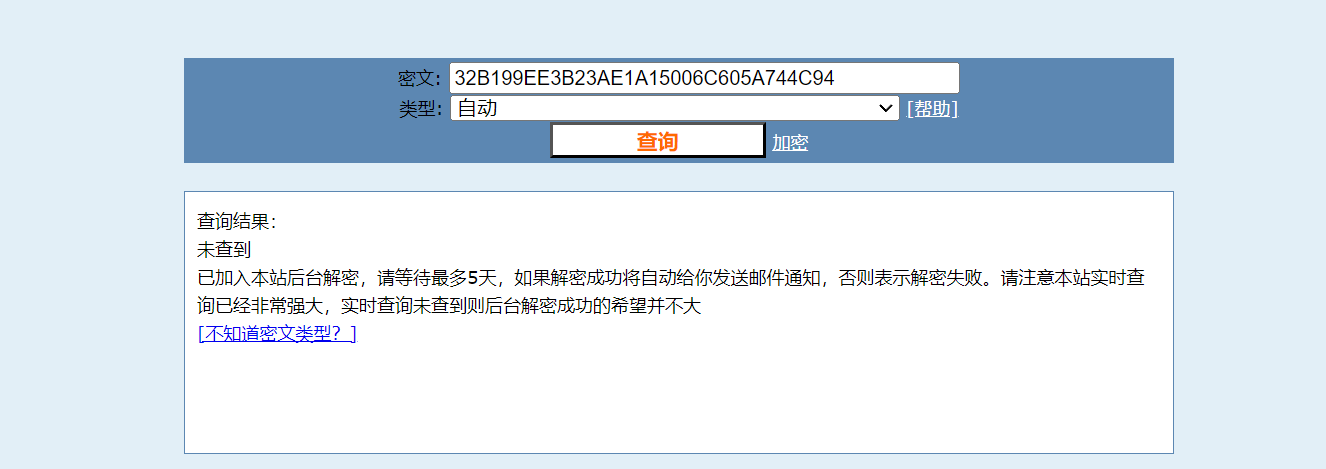 密文： 32B199EE3B23AE1A15006C605A744C94
类型： 自动 [帮助]
查询 加密
查询结果：
未查到
已加入本站后台解密，请等待最多5天，如果解密成功将自动给你发送邮件通知，否则表示解密失败。请注意本站实时查
询已经非常强大，实时查询未查到则后台解密成功的希望并不大
[不知道密文类型？]